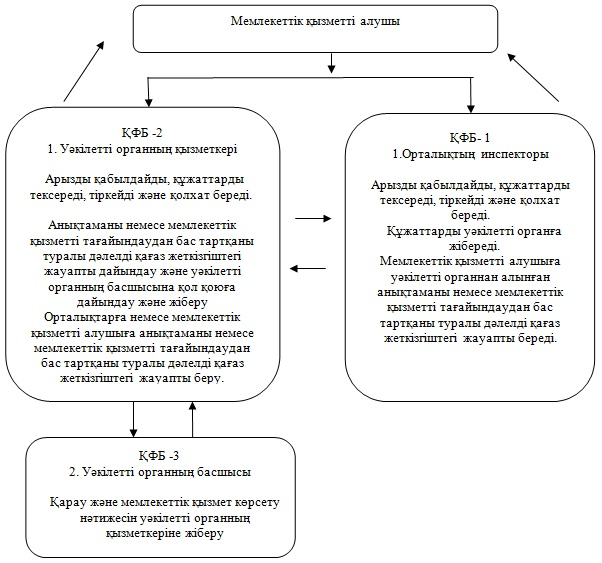 Мемлекеттік қызметті алушы
ҚФБ -2
1. Уәкілетті органның қызметкері
Арызды қабылдайды, құжаттарды
тексереді, тіркейді және қолхат береді.
Анықтаманы немесе мемлекеттік
қызметті тағайындаудан бас тартқаны
туралы дәлелді қағаз жеткізгіштегі
жауапты дайындау және уәкілетті
органның басшысына қол қоюға
дайындау және жіберу
Орталықтарға немесе мемлекеттік
қызметті алушыға анықтаманы немесе
мемлекеттік қызметті тағайындаудан
бас тартқаны туралы дәлелді қағаз
жеткізгіштегі жауапты беру.
ҚФБ- 1
1.Орталықтың инспекторы
Арызды қабылдайды, құжаттарды
тексереді, тіркейді және қолхат
береді.
Құжаттарды уәкілетті органға
жібереді.
Мемлекеттік қызметті алушыға
уәкілетті органнан алынған
анықтаманы немесе мемлекеттік
қызметті тағайындаудан бас
тартқаны туралы дәлелді қағаз
жеткізгіштегі жауапты береді.
ҚФБ -3
2. Уәкілетті органның басшысы
Қарау және мемлекеттік қызмет көрсету
нәтижесін уәкілетті органның
қызметкеріне жіберу